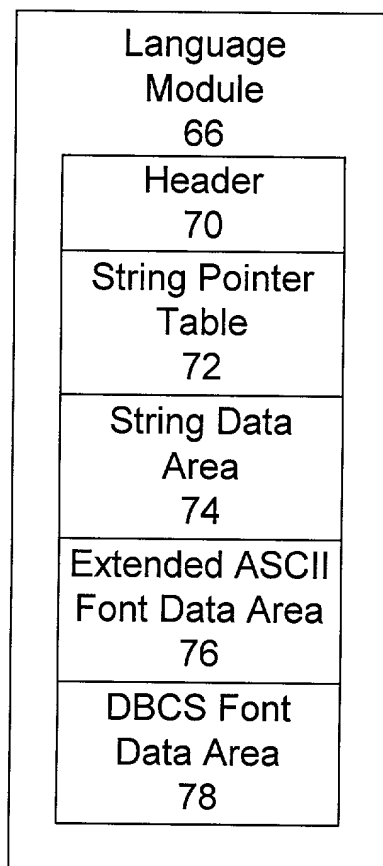 Language
Module
66
Header
70
String Pointer
Table
72
String Data
Area
74
Extended ASCII
Font Data Area
76
DBCS Font
Data Area
78